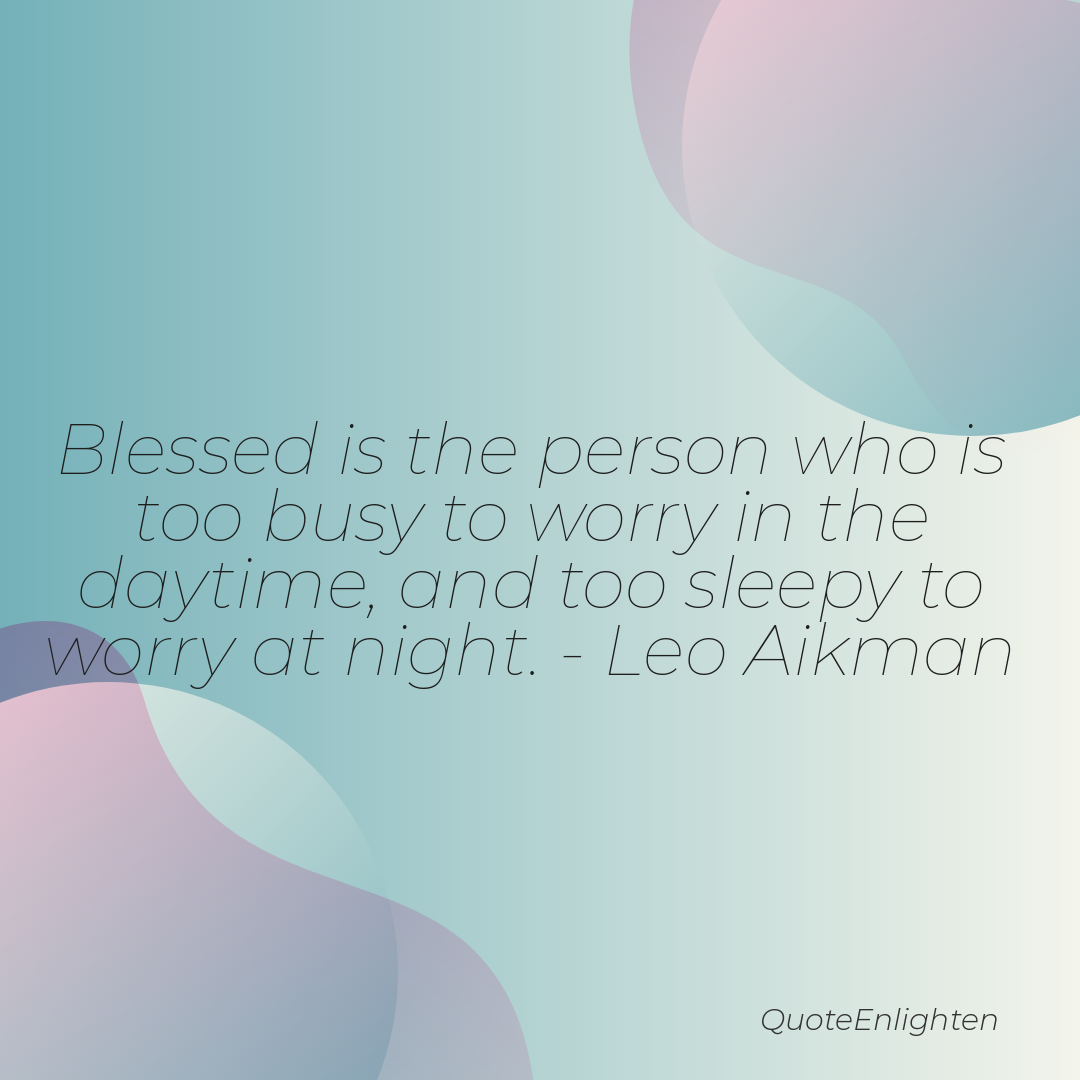 Blessed is the person who is
too busy to worry in the
daytime, and too sleepy to
worry at night. - Leo Aikman
QuoteEnlighten